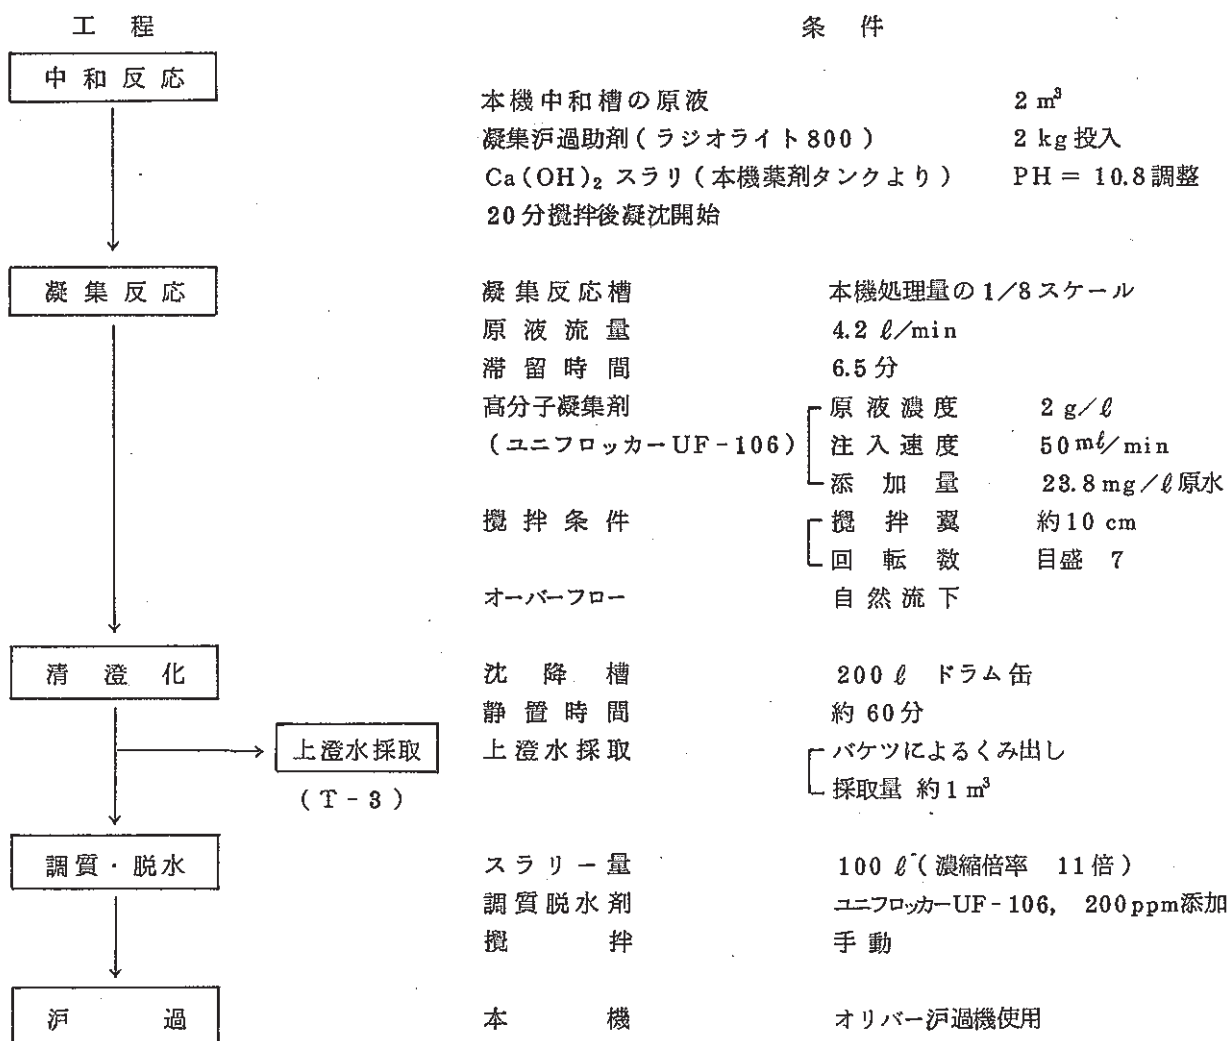 工程 条件
中和反応
本機中和槽の原液 2 m³
凝集沪過助剤(ラジオライト800) 2 kg投入
Ca(OH)₂ スラリ(本機薬剤タンクより) PH = 10.8調整
20分攪拌後凝沈開始
凝集反応 凝集反応槽 本機処理量の1/8スケール
原液流量 4.2 ℓ/min
滞留時間 6.5分
高分子凝集剤 原液濃度 2 g/ℓ
(ユニフロッカーUF-106) 注入速度 50mℓ/min
添加量 23.8mg/ℓ原水
攪拌条件 攪拌翼 約10 cm
回転数 目盛 7
オーバーフロー 自然流下
清澄化 沈降槽 200ℓ ドラム缶
静置時間 約60分
上澄水採取 上澄水採取 バケツによるくみ出し
(T-3) 採取量 約1m³
調質・脱水 スラリー量 100ℓ(濃縮倍率 11倍)
調質脱水剤 ユニフロッカーUF-106, 200ppm添加
攪拌 手動
沪過 本機 オリバー沪過機使用